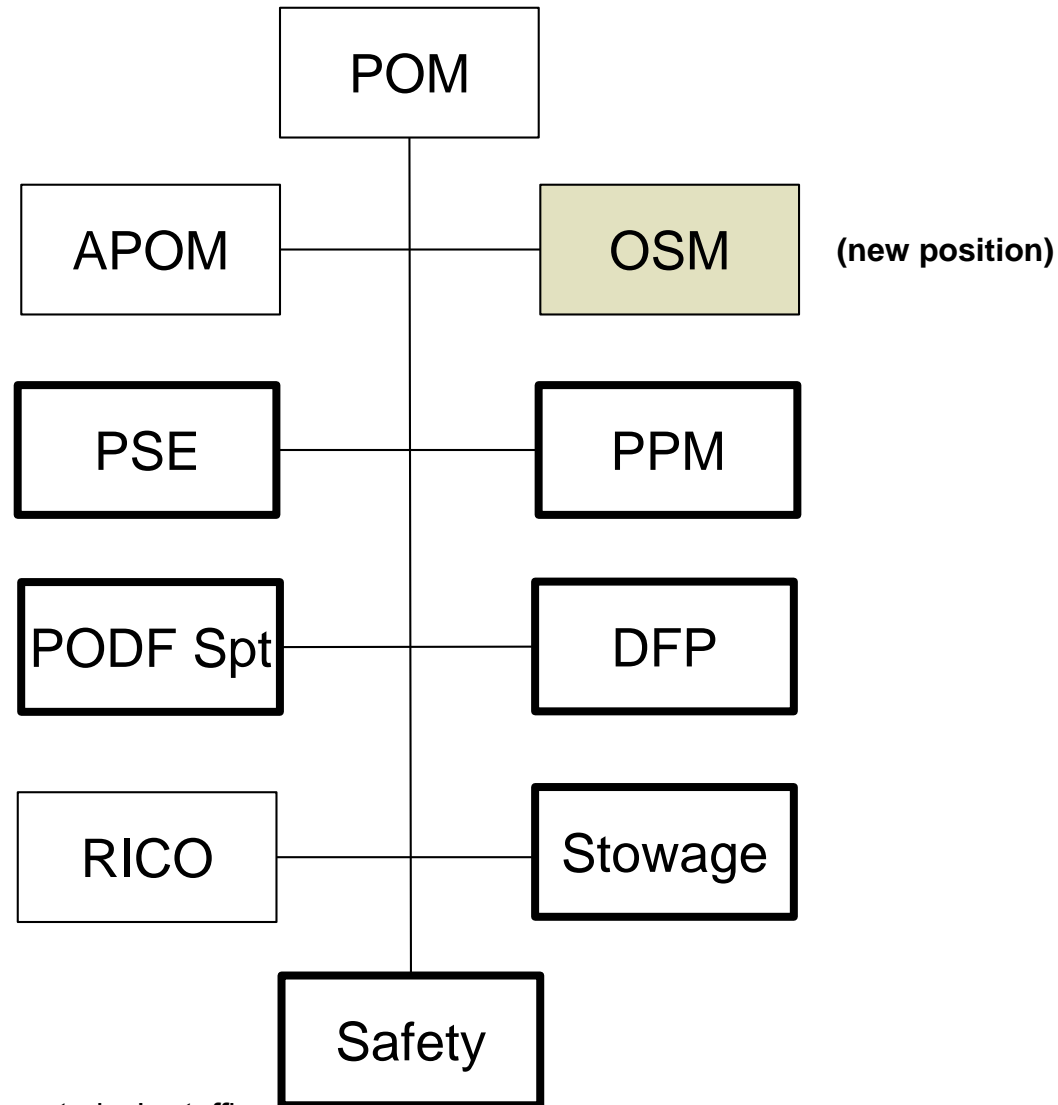 POM
APOM
OSM
(new position)
PSE
PPM
PODF Spt
DFP
RICO
Stowage
Safety